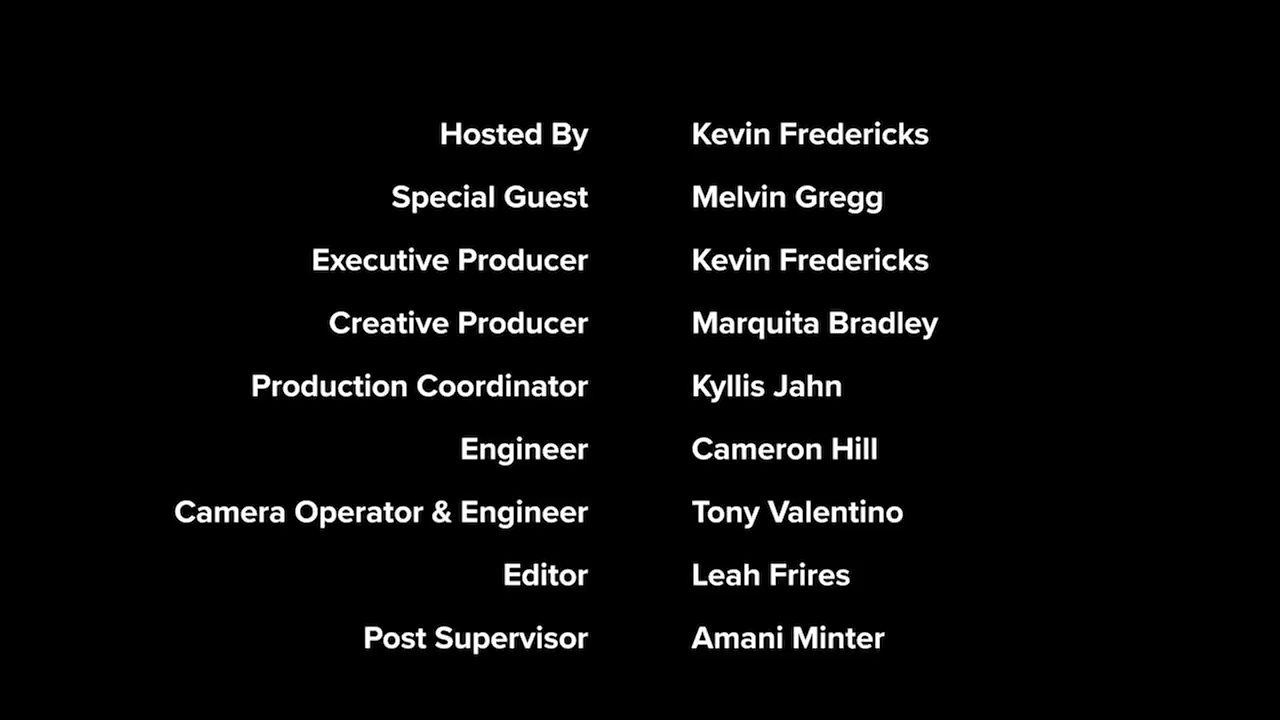 Hosted By Kevin Fredericks
Special Guest Melvin Gregg
Executive Producer Kevin Fredericks
Creative Producer Marquita Bradley
Production Coordinator Kyllis Jahn
Engineer Cameron Hill
Camera Operator & Engineer Tony Valentino
Editor Leah Frires
Post Supervisor Amani Minter